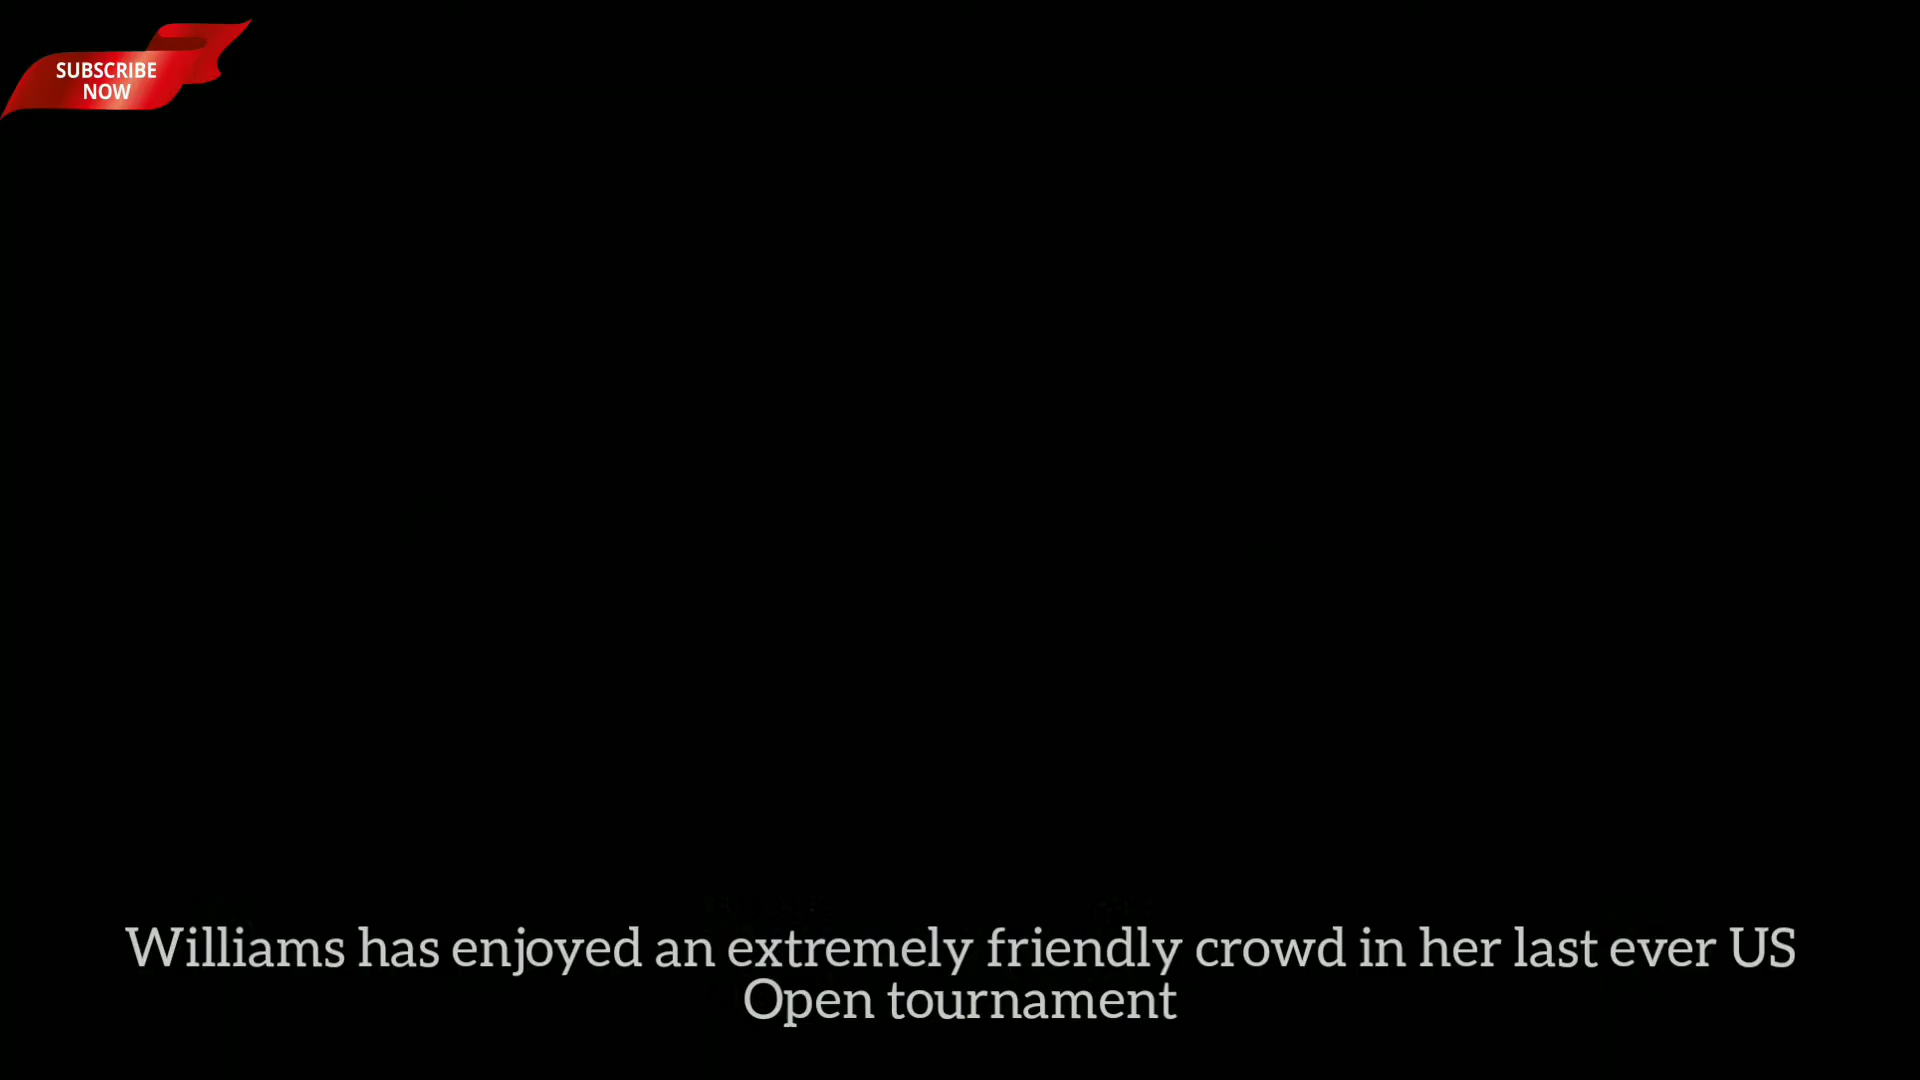 SUBSCRIBE
NOW
Williams has enjoyed an extremely friendly crowd in her last ever US
Open tournament